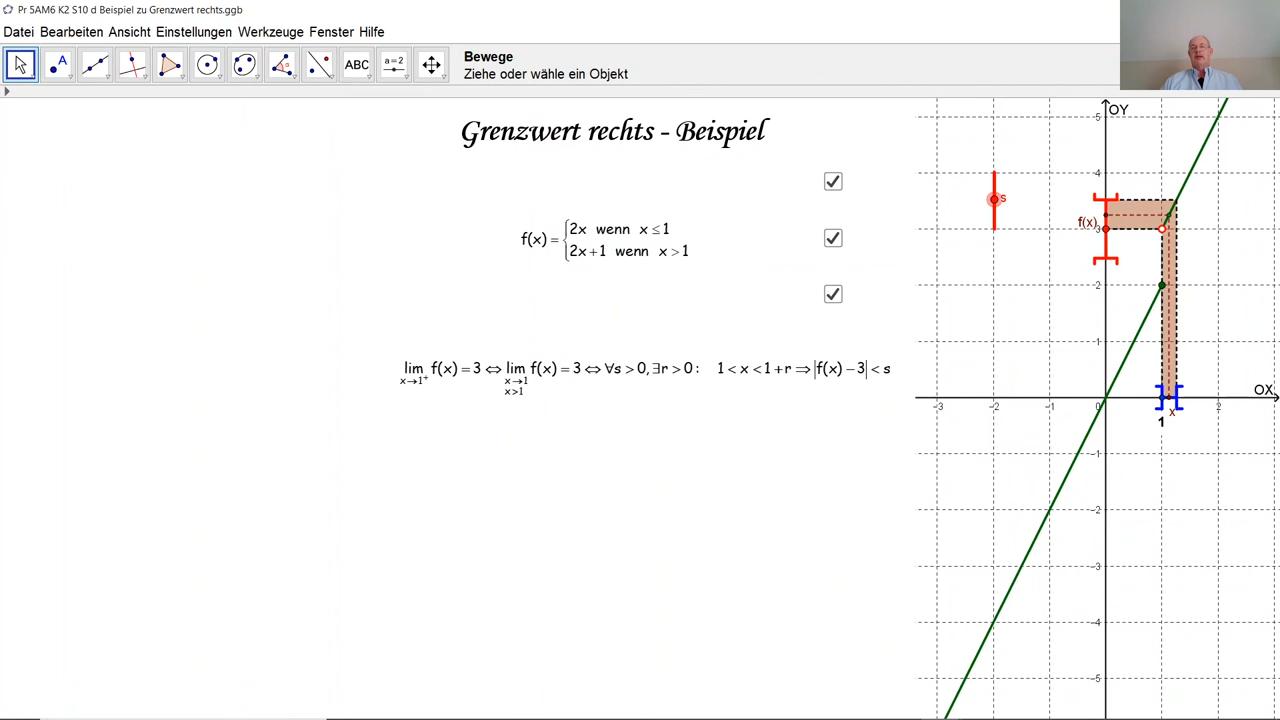 Pr 5AM6 K2 S10 d Beispiel zu Grenzwert rechts.ggb
Datei Bearbeiten Ansicht Einstellungen Werkzeuge Fenster Hilfe
A
ABC
a=2
Bewege
Ziehe oder wähle ein Objekt
Grenzwert rechts - Beispiel
f(x) = { 2x wenn x ≤ 1
2x + 1 wenn x > 1
lim f(x) = 3 ⇔ lim f(x) = 3 ⇔ ∀s > 0, ∃r > 0: 1 < x < 1 + r ⇒ |f(x) − 3| < s
x→1⁺ x→1
x>1
OY
5
4
s
f(x)
3
2
1
OX
-3 -2 -1 0 2
x
1
-1
-2
-3
-4
-5